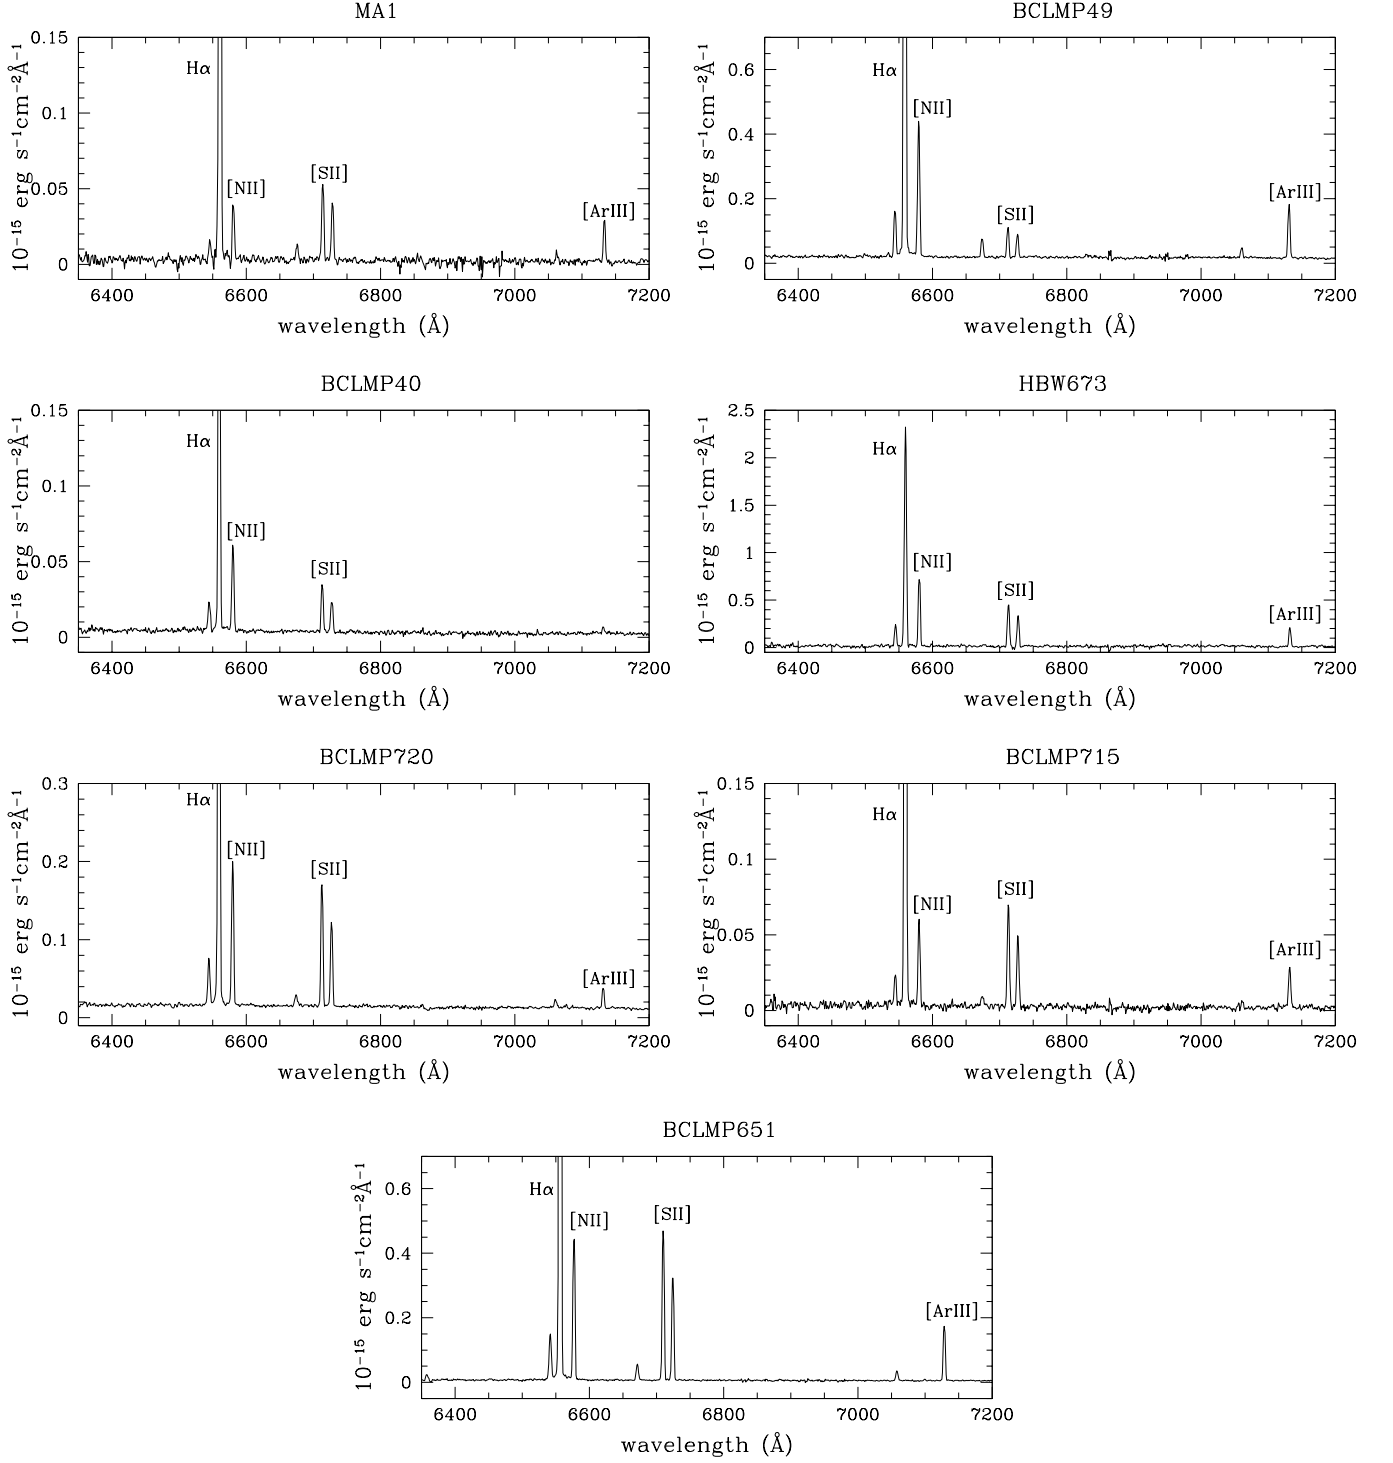 MA1
0.15
0.1
0.05
0
Hα
[NII]
[SII]
[ArIII]
6400 6600 6800 7000 7200
wavelength (Å)
10⁻¹⁵ erg s⁻¹cm⁻²Å⁻¹
BCLMP49
0.6
0.4
0.2
0
Hα
[NII]
[SII]
[ArIII]
6400 6600 6800 7000 7200
wavelength (Å)
10⁻¹⁵ erg s⁻¹cm⁻²Å⁻¹
BCLMP40
0.15
0.1
0.05
0
Hα
[NII]
[SII]
6400 6600 6800 7000 7200
wavelength (Å)
10⁻¹⁵ erg s⁻¹cm⁻²Å⁻¹
HBW673
2.5
2
1.5
1
0.5
0
Hα
[NII]
[SII]
[ArIII]
6400 6600 6800 7000 7200
wavelength (Å)
10⁻¹⁵ erg s⁻¹cm⁻²Å⁻¹
BCLMP720
0.3
0.2
0.1
0
Hα
[NII]
[SII]
[ArIII]
6400 6600 6800 7000 7200
wavelength (Å)
10⁻¹⁵ erg s⁻¹cm⁻²Å⁻¹
BCLMP715
0.15
0.1
0.05
0
Hα
[NII]
[SII]
[ArIII]
6400 6600 6800 7000 7200
wavelength (Å)
10⁻¹⁵ erg s⁻¹cm⁻²Å⁻¹
BCLMP651
0.6
0.4
0.2
0
Hα
[NII]
[SII]
[ArIII]
6400 6600 6800 7000 7200
wavelength (Å)
10⁻¹⁵ erg s⁻¹cm⁻²Å⁻¹